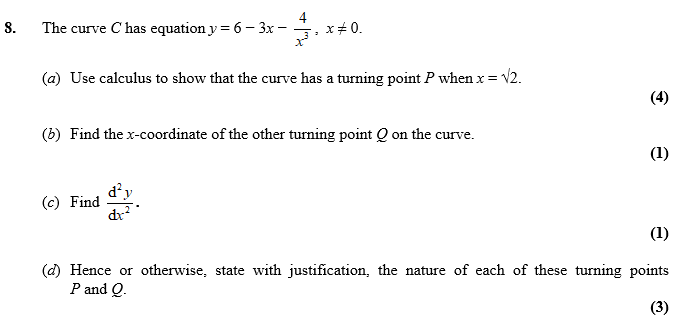 8. The curve C has equation y = 6 – 3x – 4/x³, x ≠ 0.
(a) Use calculus to show that the curve has a turning point P when x = √2.
(4)
(b) Find the x-coordinate of the other turning point Q on the curve.
(1)
(c) Find d²y/dx².
(1)
(d) Hence or otherwise, state with justification, the nature of each of these turning points
P and Q.
(3)